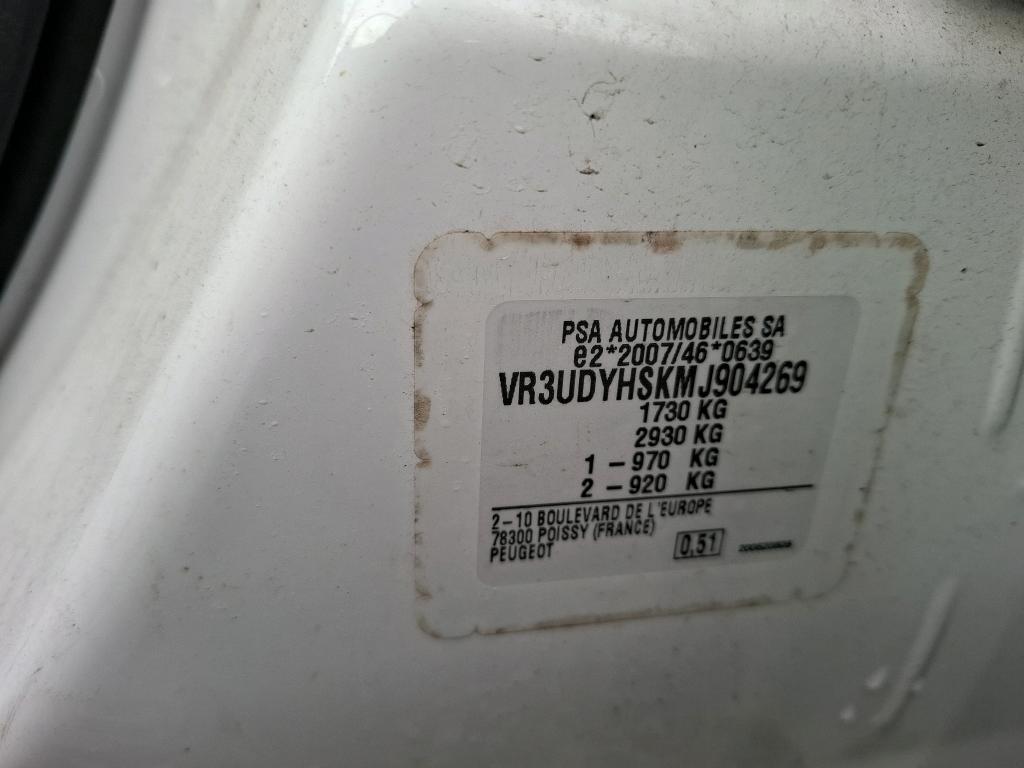 PSA AUTOMOBILES SA
e2*2007/46*0639
VR3UDYHSKMJ904269
1730 KG
2930 KG
1 – 970 KG
2 – 920 KG
2–10 BOULEVARD DE L'EUROPE
78300 POISSY (FRANCE)
PEUGEOT
0,51